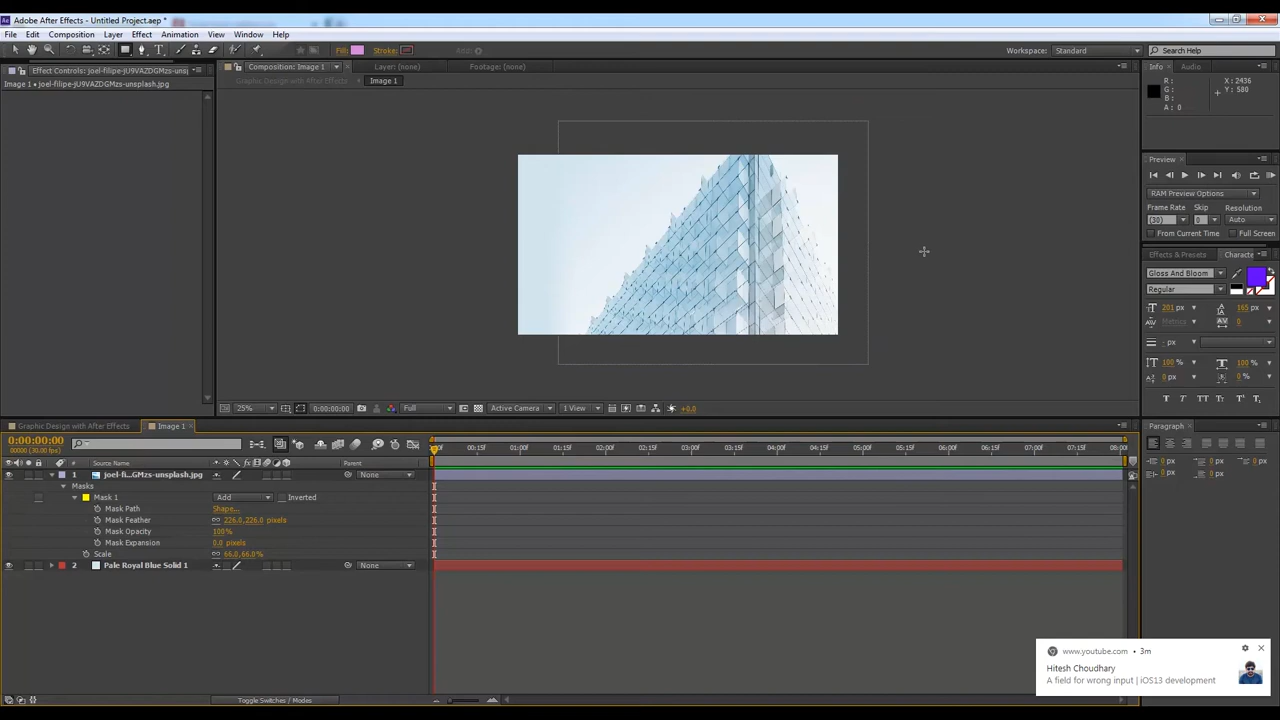 Adobe After Effects - Untitled Project.aep *
File Edit Composition Layer Effect Animation View Window Help
Fill: Stroke: Add: Workspace: Standard Search Help
Effect Controls: joel-filipe-jU9VAZDGMzs-unsp
Image 1 • joel-filipe-jU9VAZDGMzs-unsplash.jpg
Composition: Image 1 Layer: (none) Footage: (none)
Graphic Design with After Effects Image 1
Info Audio
R: X: 2436
G: Y: 580
B:
A: 0
Preview
RAM Preview Options
Frame Rate Skip Resolution
(30) 0 Auto
From Current Time Full Screen
Effects & Presets Characte
Gloss And Bloom
Regular
201 px 165 px
Metrics 0
- px
100 % 100 %
0 px 0 %
T T TT Tt T¹ T₁
25% 0:00:00:00 Full Active Camera 1 View +0.0
Graphic Design with After Effects Image 1
0:00:00:00
00000 (30.00 fps)
00:15f 01:00f 01:15f 02:00f 02:15f 03:00f 03:15f 04:00f 04:15f 05:00f 05:15f 06:00f 06:15f 07:00f 07:15f 08:00f
# Source Name Parent
1 joel-fi...GMzs-unsplash.jpg None
Masks
Mask 1 Add Inverted
Mask Path Shape...
Mask Feather 226.0,226.0 pixels
Mask Opacity 100%
Mask Expansion 0.0 pixels
Scale 66.0,66.0%
2 Pale Royal Blue Solid 1 None
Toggle Switches / Modes
Paragraph
0 px 0 px 0 px
0 px 0 px
www.youtube.com • 3m
Hitesh Choudhary
A field for wrong input | iOS13 development